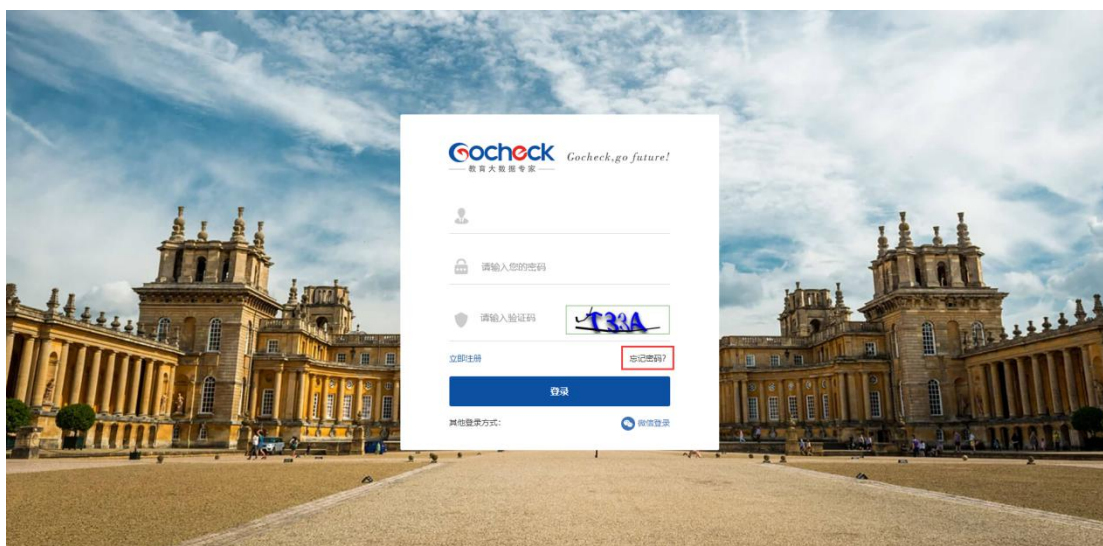 Gocheck Gocheck,go future!
教育大数据专家
请输入您的密码
请输入验证码 T33A
立即注册 忘记密码?
登录
其他登录方式: 微信登录